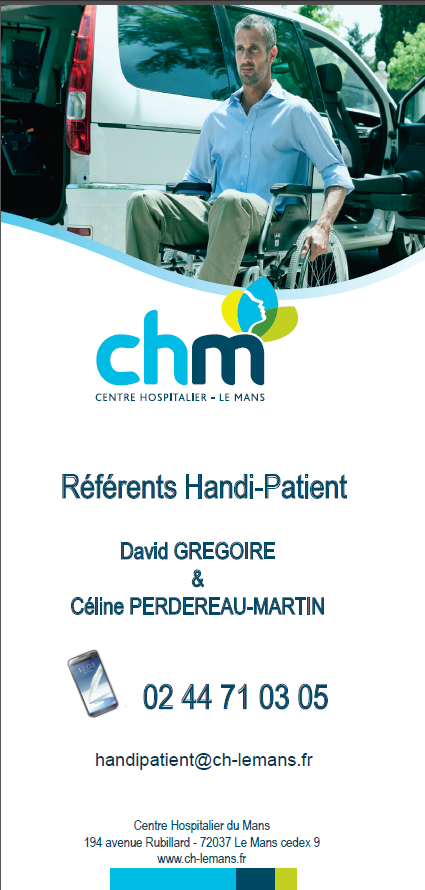 chm
CENTRE HOSPITALIER - LE MANS
Référents Handi-Patient
David GREGOIRE
&
Céline PERDEREAU-MARTIN
02 44 71 03 05
handipatient@ch-lemans.fr
Centre Hospitalier du Mans
194 avenue Rubillard - 72037 Le Mans cedex 9
www.ch-lemans.fr